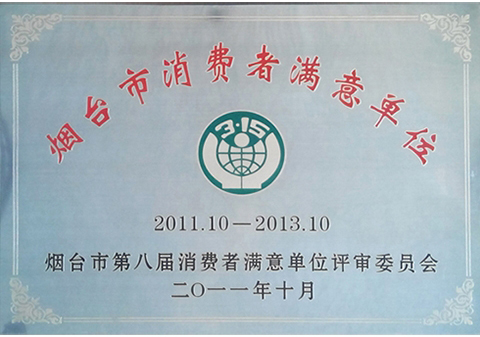 烟台市消费者满意单位
3·15
2011.10—2013.10
烟台市第八届消费者满意单位评审委员会
二〇一一年十月